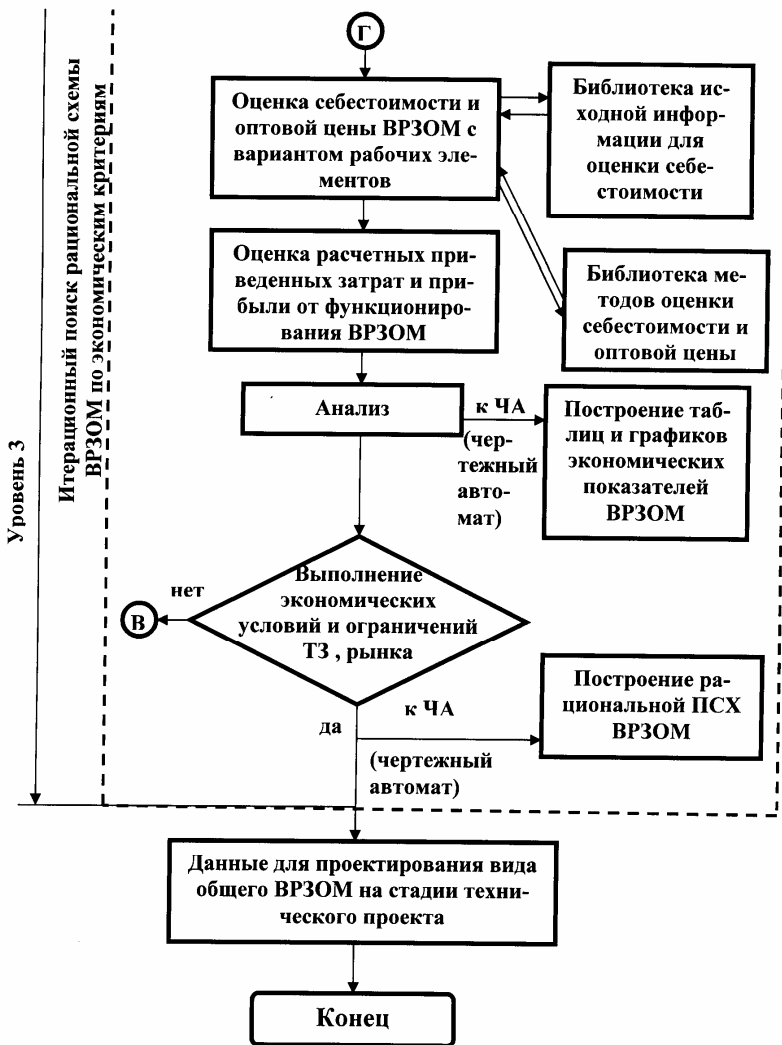 Г
Оценка себестоимости и
оптовой цены ВРЗОМ с
вариантом рабочих эле-
ментов
Библиотека ис-
ходной инфор-
мации для
оценки себе-
стоимости
Оценка расчетных при-
веденных затрат и при-
были от функциониро-
вания ВРЗОМ
Библиотека ме-
тодов оценки
себестоимости и
оптовой цены
Анализ
к ЧА
(чер-
тежный
авто-
мат)
Построение таб-
лиц и графиков
экономических
показателей
ВРЗОМ
Уровень 3
Итерационный поиск рациональной схемы
ВРЗОМ по экономическим критериям
Выполнение
экономических
условий и ограничений
ТЗ , рынка
нет
В
да
к ЧА
(чертежный
автомат)
Построение ра-
циональной ПСХ
ВРЗОМ
Данные для проектирования вида
общего ВРЗОМ на стадии техни-
ческого проекта
Конец